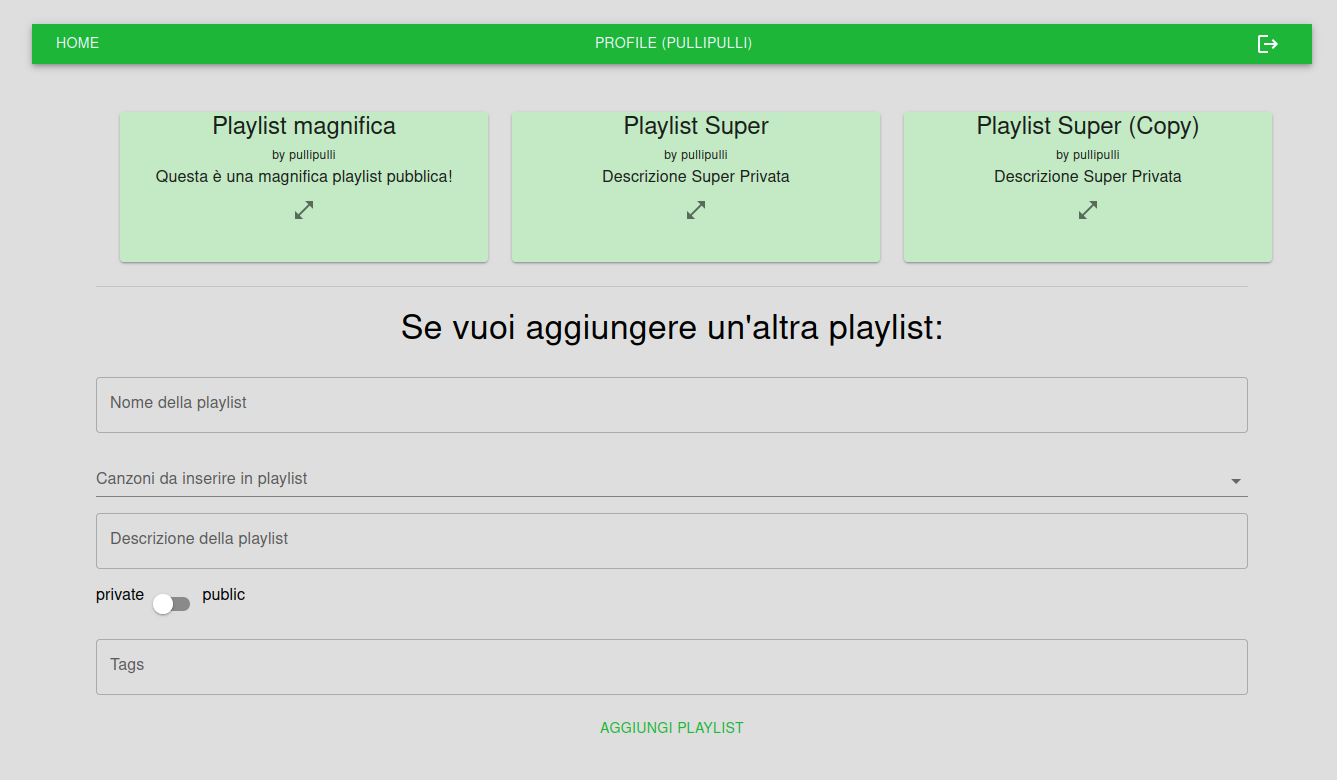 HOME
PROFILE (PULLIPULLI)
Playlist magnifica
by pullipulli
Questa è una magnifica playlist pubblica!
Playlist Super
by pullipulli
Descrizione Super Privata
Playlist Super (Copy)
by pullipulli
Descrizione Super Privata
Se vuoi aggiungere un'altra playlist:
Nome della playlist
Canzoni da inserire in playlist
Descrizione della playlist
private public
Tags
AGGIUNGI PLAYLIST